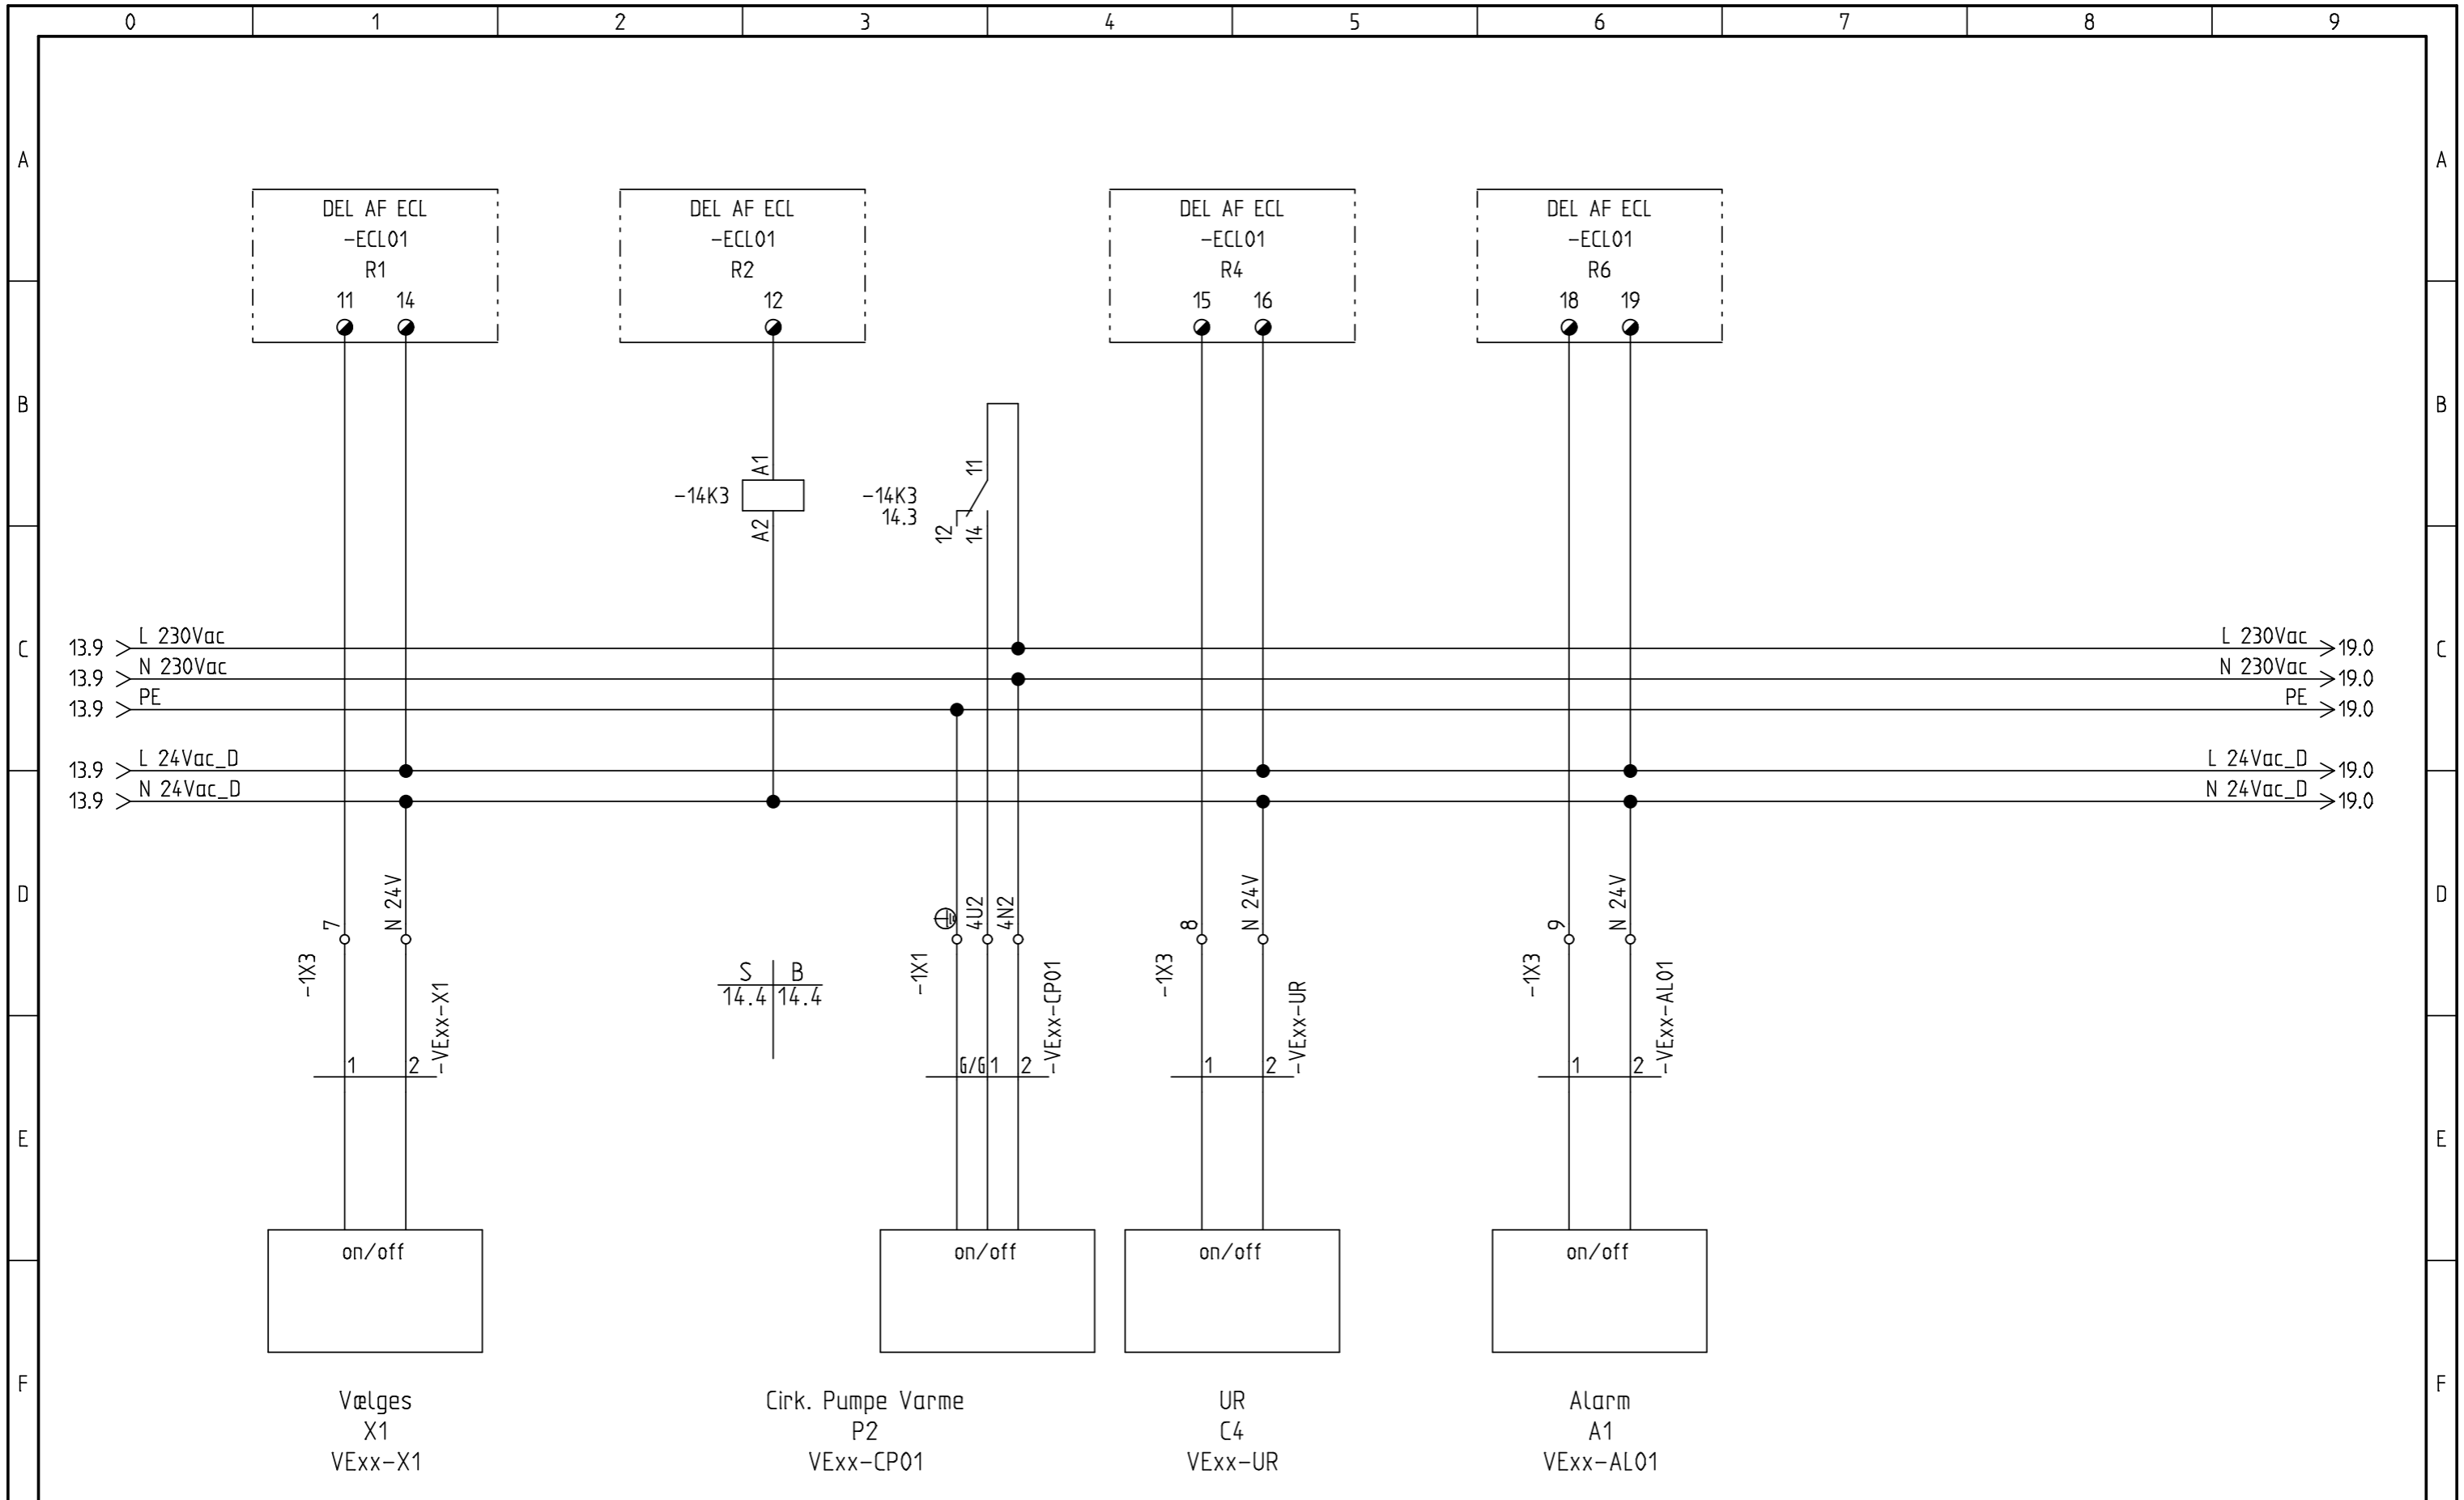 0 1 2 3 4 5 6 7 8 9
A A
DEL AF ECL
-ECL01
R1
11 14
DEL AF ECL
-ECL01
R2
12
DEL AF ECL
-ECL01
R4
15 16
DEL AF ECL
-ECL01
R6
18 19
B B
-14K3
A1
A2
-14K3
14.3
11
12
14
C C
13.9 L 230Vac L 230Vac 19.0
13.9 N 230Vac N 230Vac 19.0
13.9 PE PE 19.0
13.9 L 24Vac_D L 24Vac_D 19.0
13.9 N 24Vac_D N 24Vac_D 19.0
D D
-1X3
7
N 24V
-VExx-X1
1 2
S B
14.4 14.4
-1X1
4U2
4N2
-VExx-CP01
G/G 1 2
-1X3
8
N 24V
-VExx-UR
1 2
-1X3
9
N 24V
-VExx-AL01
1 2
E E
on/off
on/off
on/off
on/off
F F
Vælges
X1
VExx-X1
Cirk. Pumpe Varme
P2
VExx-CP01
UR
C4
VExx-UR
Alarm
A1
VExx-AL01